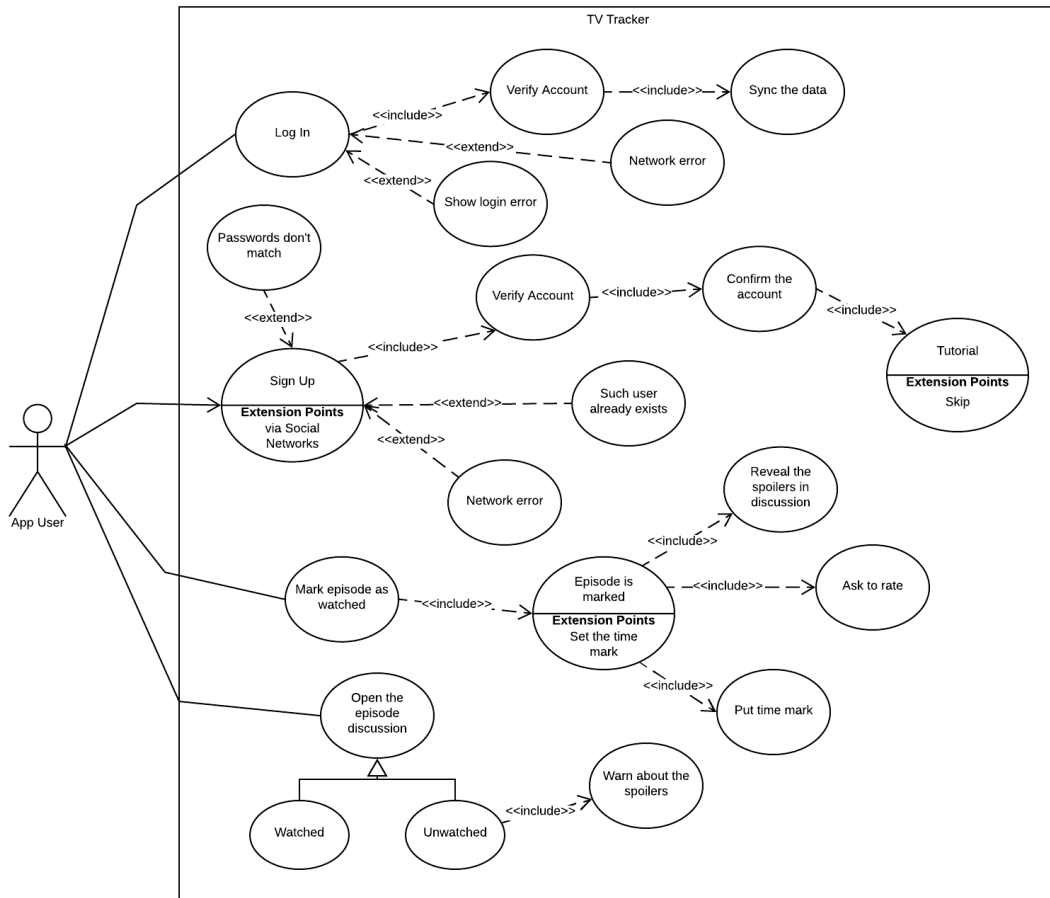 TV Tracker
Verify Account
<<include>>
Sync the data
<<include>>
Log In
<<extend>>
Network error
<<extend>>
Show login error
Passwords don't
match
<<extend>>
Verify Account
<<include>>
Confirm the
account
<<include>>
<<include>>
Tutorial
Extension Points
Skip
Sign Up
Extension Points
via Social
Networks
<<extend>>
Such user
already exists
<<extend>>
Network error
App User
Reveal the
spoilers in
discussion
<<include>>
Mark episode as
watched
<<include>>
Episode is
marked
Extension Points
Set the time
mark
<<include>>
Ask to rate
<<include>>
Put time mark
Open the
episode
discussion
Warn about the
spoilers
<<include>>
Watched
Unwatched